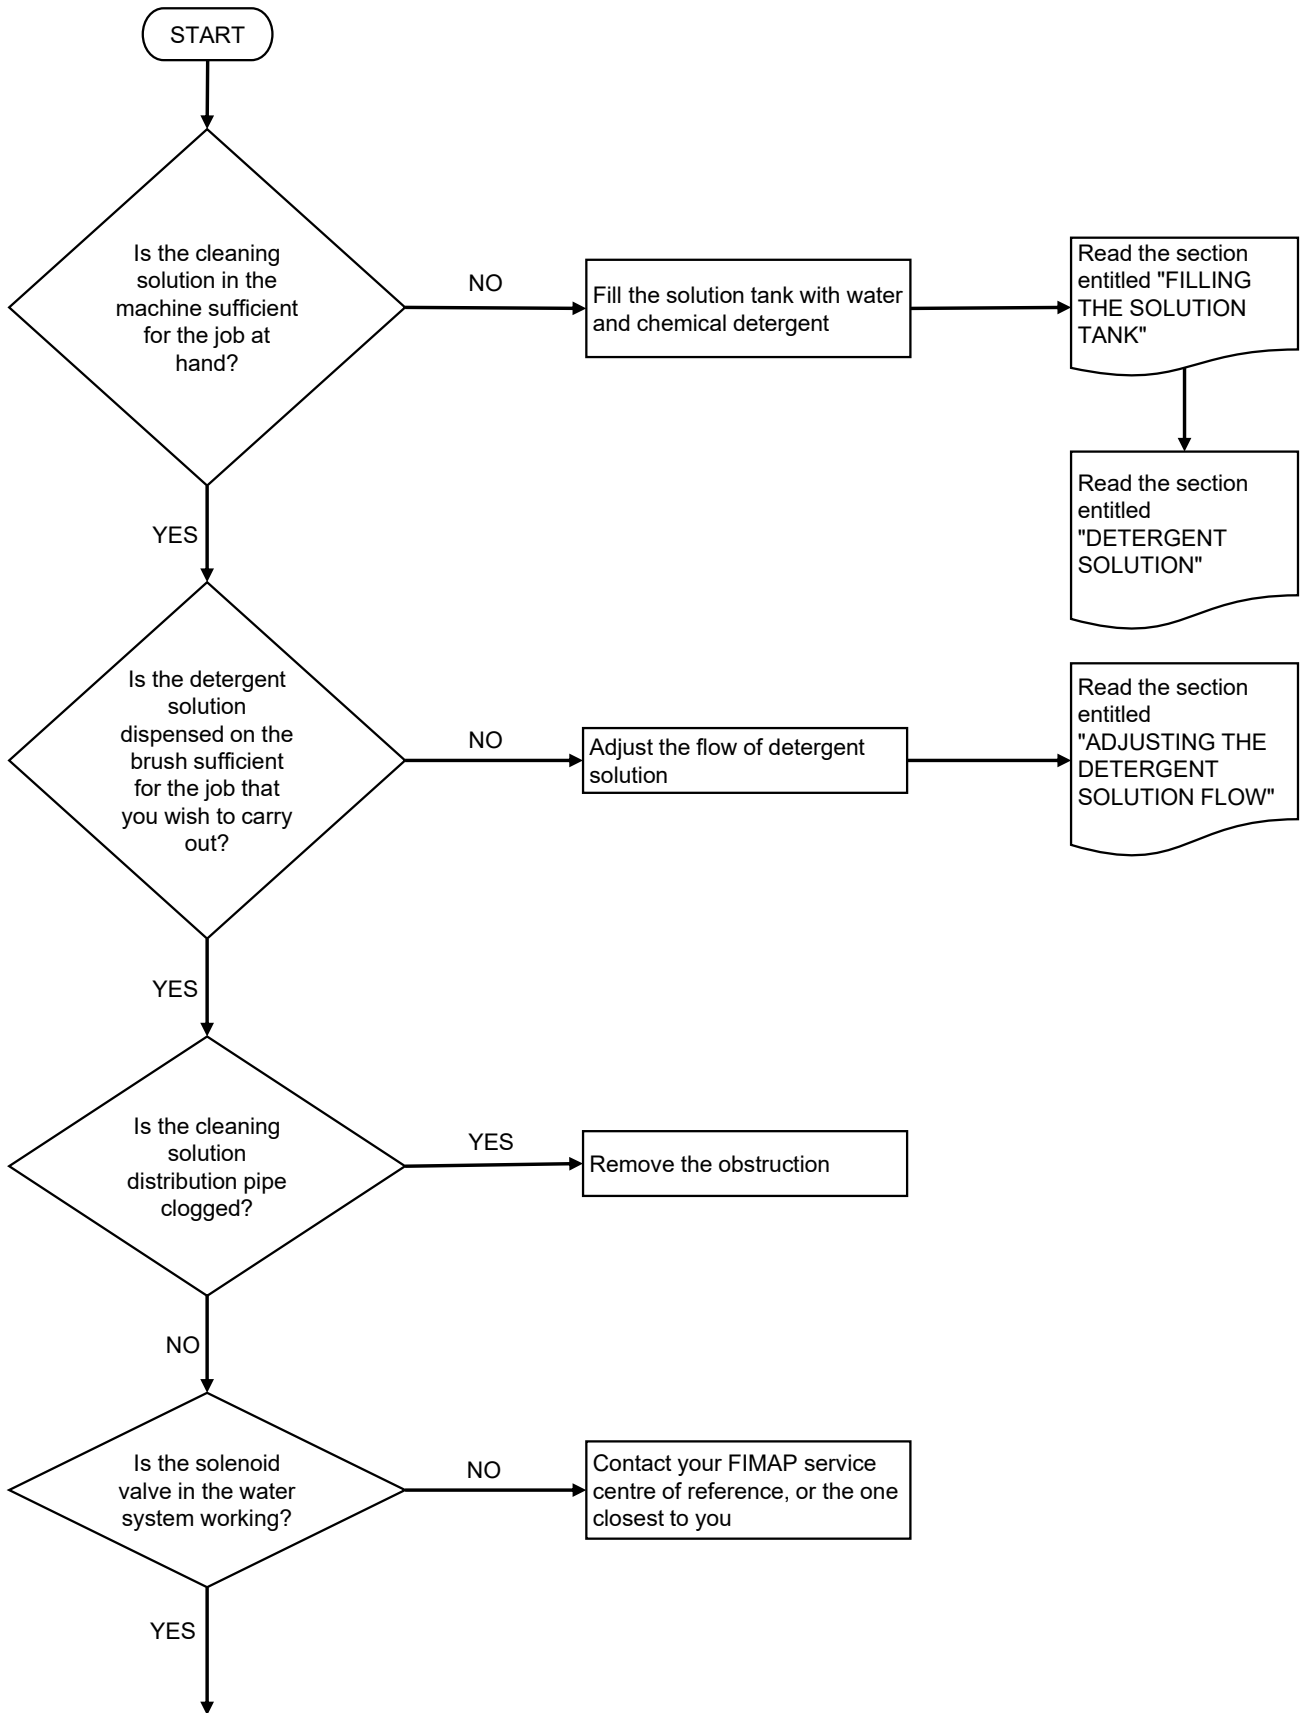 START
Is the cleaning
solution in the
machine sufficient
for the job at
hand?
NO
Fill the solution tank with water
and chemical detergent
Read the section
entitled "FILLING
THE SOLUTION
TANK"
Read the section
entitled
"DETERGENT
SOLUTION"
YES
Is the detergent
solution
dispensed on the
brush sufficient
for the job that
you wish to carry
out?
NO
Adjust the flow of detergent
solution
Read the section
entitled
"ADJUSTING THE
DETERGENT
SOLUTION FLOW"
YES
Is the cleaning
solution
distribution pipe
clogged?
YES
Remove the obstruction
NO
Is the solenoid
valve in the water
system working?
NO
Contact your FIMAP service
centre of reference, or the one
closest to you
YES